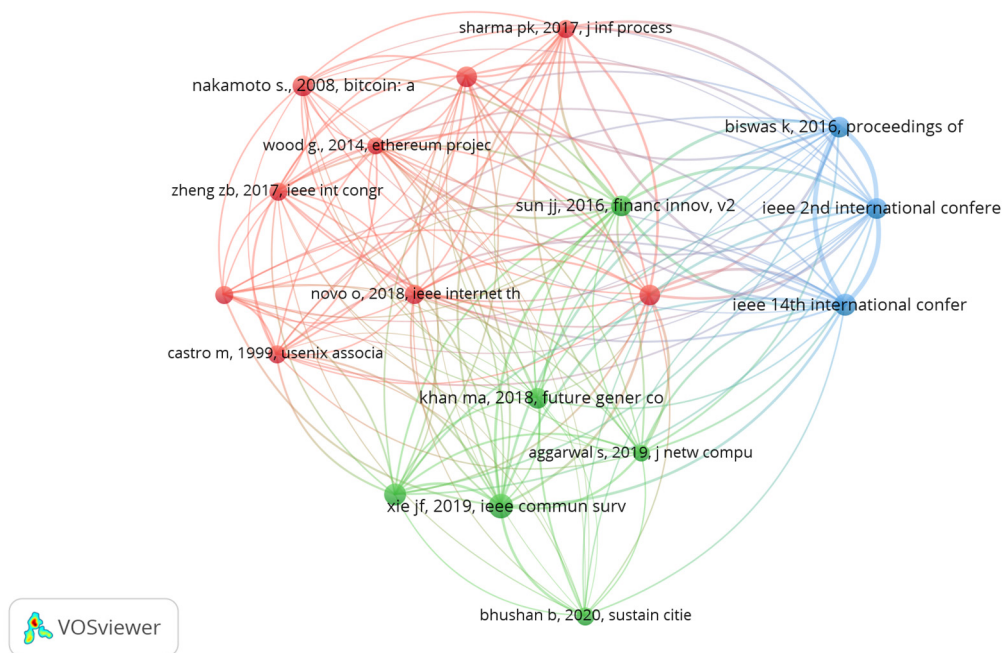 sharma pk, 2017, j inf process
nakamoto s., 2008, bitcoin: a
biswas k, 2016, proceedings of
wood g., 2014, ethereum projec
zheng zb, 2017, ieee int congr
sun jj, 2016, financ innov, v2
ieee 2nd international confere
novo o, 2018, ieee internet th
ieee 14th international confer
castro m, 1999, usenix associa
khan ma, 2018, future gener co
aggarwal s, 2019, j netw compu
xie jf, 2019, ieee commun surv
bhushan b, 2020, sustain citie
VOSviewer